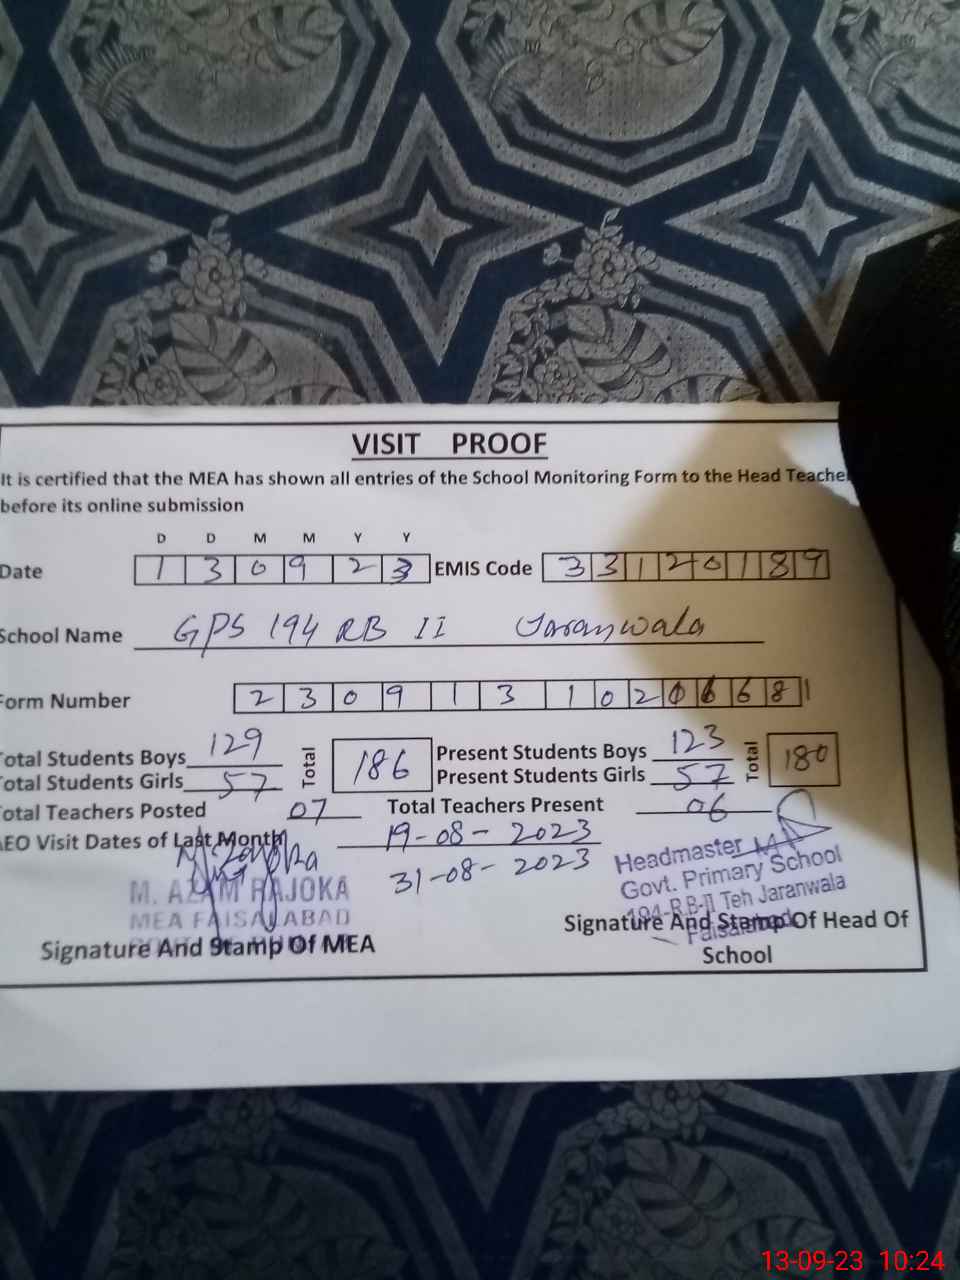 VISIT PROOF
It is certified that the MEA has shown all entries of the School Monitoring Form to the Head Teacher
before its online submission
D D M M Y Y
Date 1 3 0 9 2 3 EMIS Code 3 3 1 2 0 1 8 9
School Name GPS 194 RB II Jaranwala
Form Number 2 3 0 9 1 3 1 0 2
Total Students Boys 129 Total 186 Present Students Boys 123 Total 180
Total Students Girls 57 Present Students Girls 57
Total Teachers Posted 07 Total Teachers Present 06
AEO Visit Dates of Last Month 19-08-2023
31-08-2023
M. AZAM RAJOKA
MEA FAISALABAD
Signature And Stamp Of MEA
Headmaster
Govt. Primary School
194-R.B-II Teh Jaranwala
Faisalabad
Signature And Stamp Of Head Of
School
13-09-23 10:24